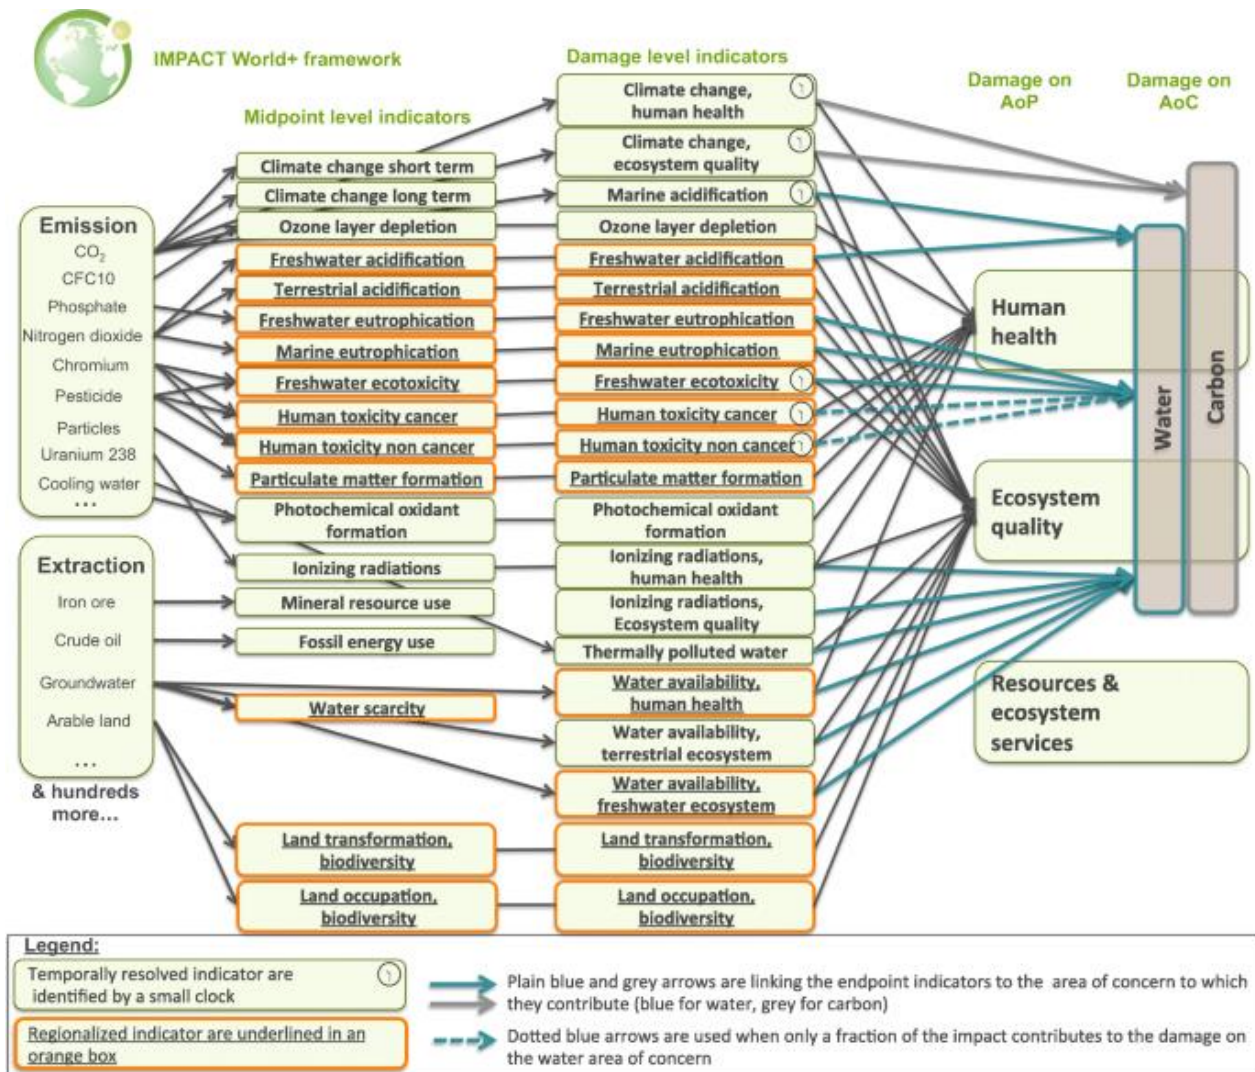 IMPACT World+ framework
Midpoint level indicators
Damage level indicators
Damage on
AoP
Damage on
AoC
Emission
CO2
CFC10
Phosphate
Nitrogen dioxide
Chromium
Pesticide
Particles
Uranium 238
Cooling water
...
Extraction
Iron ore
Crude oil
Groundwater
Arable land
...
& hundreds
more...
Climate change short term
Climate change long term
Ozone layer depletion
Freshwater acidification
Terrestrial acidification
Freshwater eutrophication
Marine eutrophication
Freshwater ecotoxicity
Human toxicity cancer
Human toxicity non cancer
Particulate matter formation
Photochemical oxidant
formation
Ionizing radiations
Mineral resource use
Fossil energy use
Water scarcity
Land transformation,
biodiversity
Land occupation,
biodiversity
Climate change,
human health
Climate change,
ecosystem quality
Marine acidification
Ozone layer depletion
Freshwater acidification
Terrestrial acidification
Freshwater eutrophication
Marine eutrophication
Freshwater ecotoxicity
Human toxicity cancer
Human toxicity non cancer
Particulate matter formation
Photochemical oxidant
formation
Ionizing radiations,
human health
Ionizing radiations,
Ecosystem quality
Thermally polluted water
Water availability,
human health
Water availability,
terrestrial ecosystem
Water availability,
freshwater ecosystem
Land transformation,
biodiversity
Land occupation,
biodiversity
Human
health
Ecosystem
quality
Resources &
ecosystem
services
Water
Carbon
Legend:
Temporally resolved indicator are
identified by a small clock
Regionalized indicator are underlined in an
orange box
Plain blue and grey arrows are linking the endpoint indicators to the area of concern to which
they contribute (blue for water, grey for carbon)
Dotted blue arrows are used when only a fraction of the impact contributes to the damage on
the water area of concern